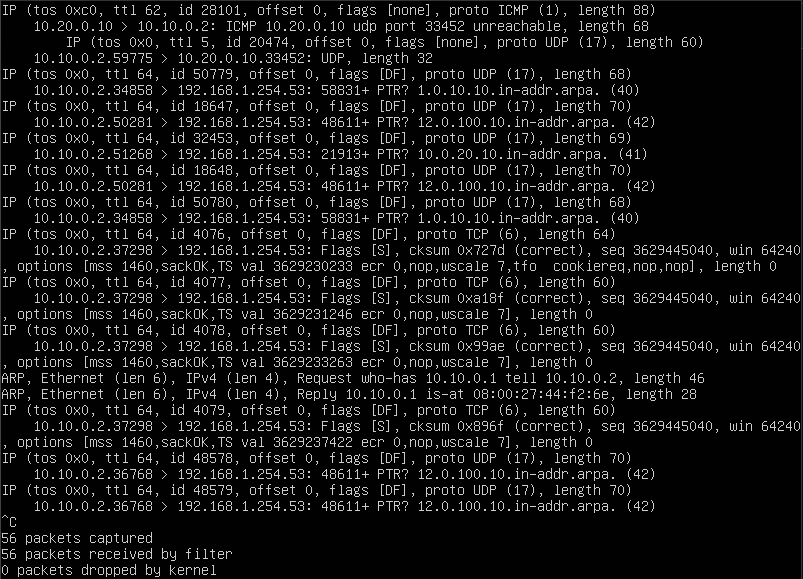 IP (tos 0xc0, ttl 62, id 28101, offset 0, flags [none], proto ICMP (1), length 88)
    10.20.0.10 > 10.10.0.2: ICMP 10.20.0.10 udp port 33452 unreachable, length 68
        IP (tos 0x0, ttl 5, id 20474, offset 0, flags [none], proto UDP (17), length 60)
    10.10.0.2.59775 > 10.20.0.10.33452: UDP, length 32
IP (tos 0x0, ttl 64, id 50779, offset 0, flags [DF], proto UDP (17), length 68)
    10.10.0.2.34858 > 192.168.1.254.53: 58831+ PTR? 1.0.10.10.in-addr.arpa. (40)
IP (tos 0x0, ttl 64, id 18647, offset 0, flags [DF], proto UDP (17), length 70)
    10.10.0.2.50281 > 192.168.1.254.53: 48611+ PTR? 12.0.100.10.in-addr.arpa. (42)
IP (tos 0x0, ttl 64, id 32453, offset 0, flags [DF], proto UDP (17), length 69)
    10.10.0.2.51268 > 192.168.1.254.53: 21913+ PTR? 10.0.20.10.in-addr.arpa. (41)
IP (tos 0x0, ttl 64, id 18648, offset 0, flags [DF], proto UDP (17), length 70)
    10.10.0.2.50281 > 192.168.1.254.53: 48611+ PTR? 12.0.100.10.in-addr.arpa. (42)
IP (tos 0x0, ttl 64, id 50780, offset 0, flags [DF], proto UDP (17), length 68)
    10.10.0.2.34858 > 192.168.1.254.53: 58831+ PTR? 1.0.10.10.in-addr.arpa. (40)
IP (tos 0x0, ttl 64, id 4076, offset 0, flags [DF], proto TCP (6), length 64)
    10.10.0.2.37298 > 192.168.1.254.53: Flags [S], cksum 0x727d (correct), seq 3629445040, win 64240
, options [mss 1460,sackOK,TS val 3629230233 ecr 0,nop,wscale 7,tfo  cookiereq,nop,nop], length 0
IP (tos 0x0, ttl 64, id 4077, offset 0, flags [DF], proto TCP (6), length 60)
    10.10.0.2.37298 > 192.168.1.254.53: Flags [S], cksum 0xa18f (correct), seq 3629445040, win 64240
, options [mss 1460,sackOK,TS val 3629231246 ecr 0,nop,wscale 7], length 0
IP (tos 0x0, ttl 64, id 4078, offset 0, flags [DF], proto TCP (6), length 60)
    10.10.0.2.37298 > 192.168.1.254.53: Flags [S], cksum 0x99ae (correct), seq 3629445040, win 64240
, options [mss 1460,sackOK,TS val 3629233263 ecr 0,nop,wscale 7], length 0
ARP, Ethernet (len 6), IPv4 (len 4), Request who-has 10.10.0.1 tell 10.10.0.2, length 46
ARP, Ethernet (len 6), IPv4 (len 4), Reply 10.10.0.1 is-at 08:00:27:44:f2:6e, length 28
IP (tos 0x0, ttl 64, id 4079, offset 0, flags [DF], proto TCP (6), length 60)
    10.10.0.2.37298 > 192.168.1.254.53: Flags [S], cksum 0x896f (correct), seq 3629445040, win 64240
, options [mss 1460,sackOK,TS val 3629237422 ecr 0,nop,wscale 7], length 0
IP (tos 0x0, ttl 64, id 48578, offset 0, flags [DF], proto UDP (17), length 70)
    10.10.0.2.36768 > 192.168.1.254.53: 48611+ PTR? 12.0.100.10.in-addr.arpa. (42)
IP (tos 0x0, ttl 64, id 48579, offset 0, flags [DF], proto UDP (17), length 70)
    10.10.0.2.36768 > 192.168.1.254.53: 48611+ PTR? 12.0.100.10.in-addr.arpa. (42)
^C
56 packets captured
56 packets received by filter
0 packets dropped by kernel